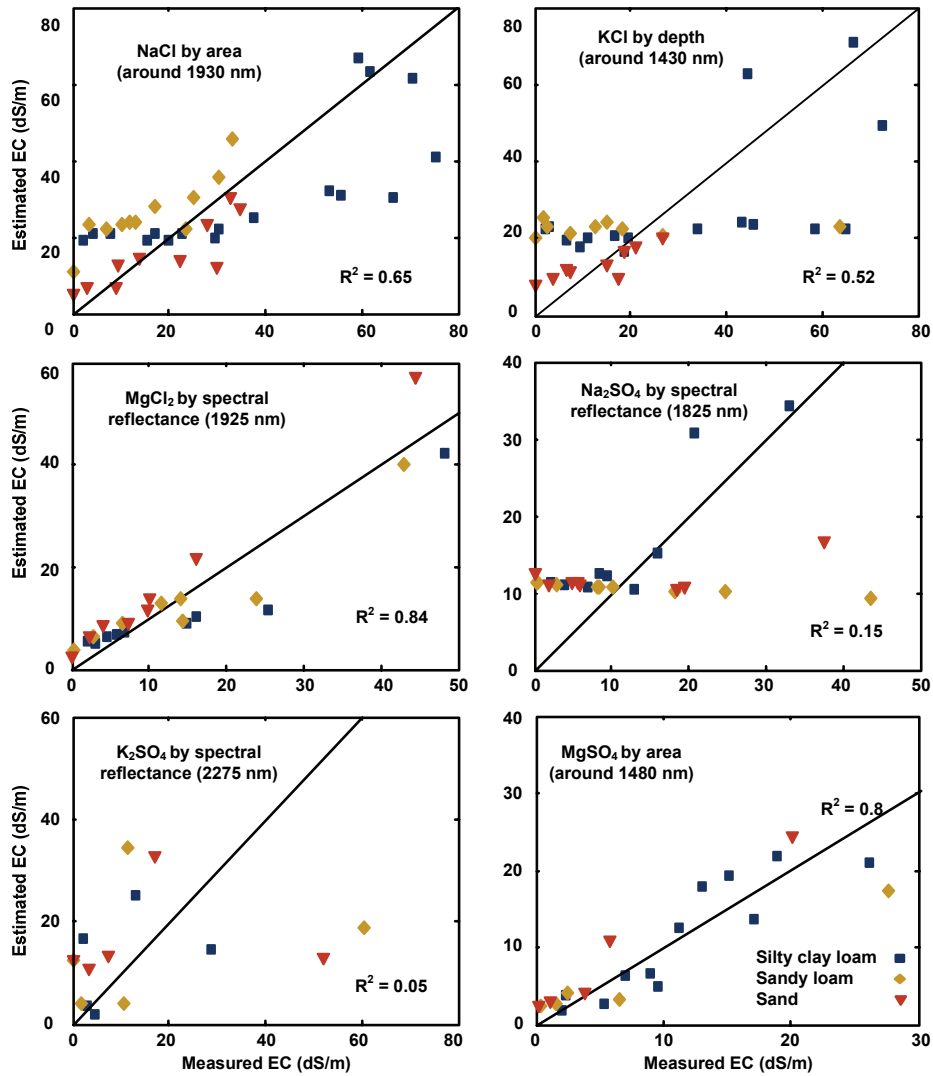 NaCl by area
(around 1930 nm)
R² = 0.65
Estimated EC (dS/m)
80
60
40
20
0
0
20
40
60
80
KCl by depth
(around 1430 nm)
R² = 0.52
80
60
40
20
0
0
20
40
60
80
MgCl₂ by spectral
reflectance (1925 nm)
R² = 0.84
Estimated EC (dS/m)
60
40
20
0
0
10
20
30
40
50
Na₂SO₄ by spectral
reflectance (1825 nm)
R² = 0.15
40
30
20
10
0
0
10
20
30
40
50
K₂SO₄ by spectral
reflectance (2275 nm)
R² = 0.05
Estimated EC (dS/m)
60
40
20
0
0
20
40
60
80
Measured EC (dS/m)
MgSO₄ by area
(around 1480 nm)
R² = 0.8
Silty clay loam
Sandy loam
Sand
40
30
20
10
0
0
10
20
30
Measured EC (dS/m)